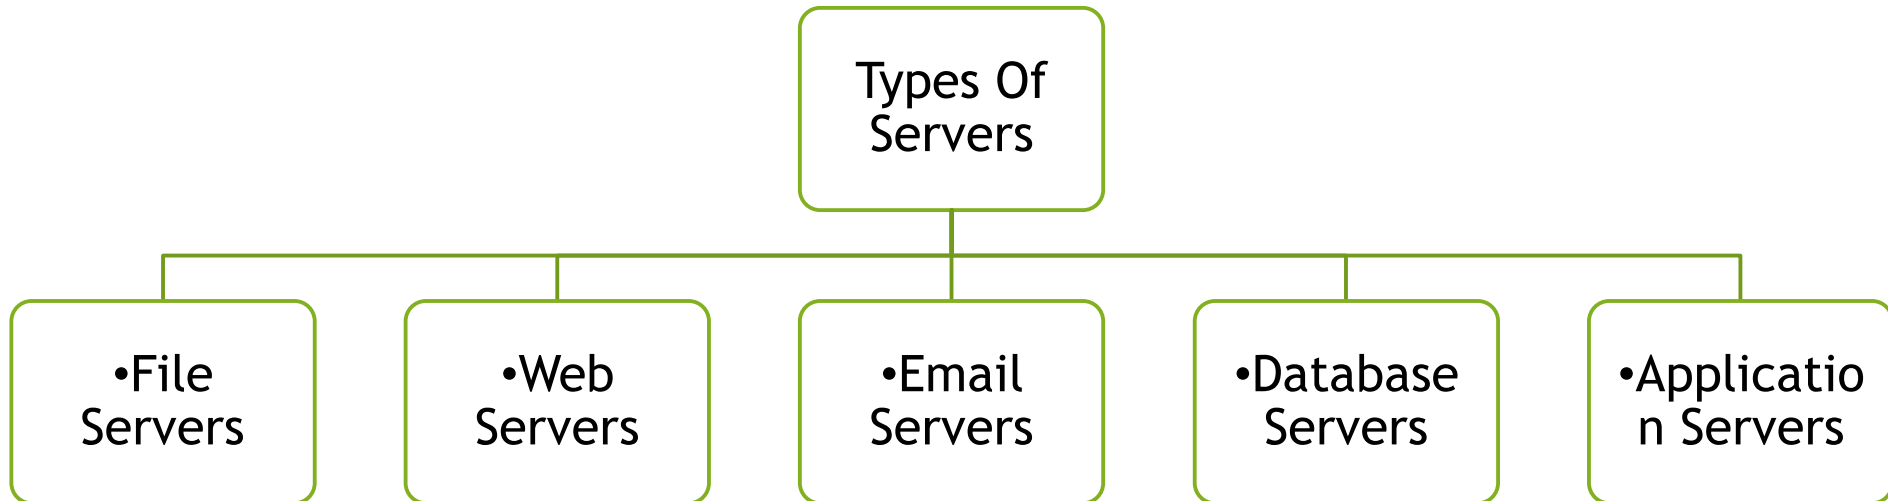 Types Of
Servers
•File
Servers
•Web
Servers
•Email
Servers
•Database
Servers
•Applicatio
n Servers